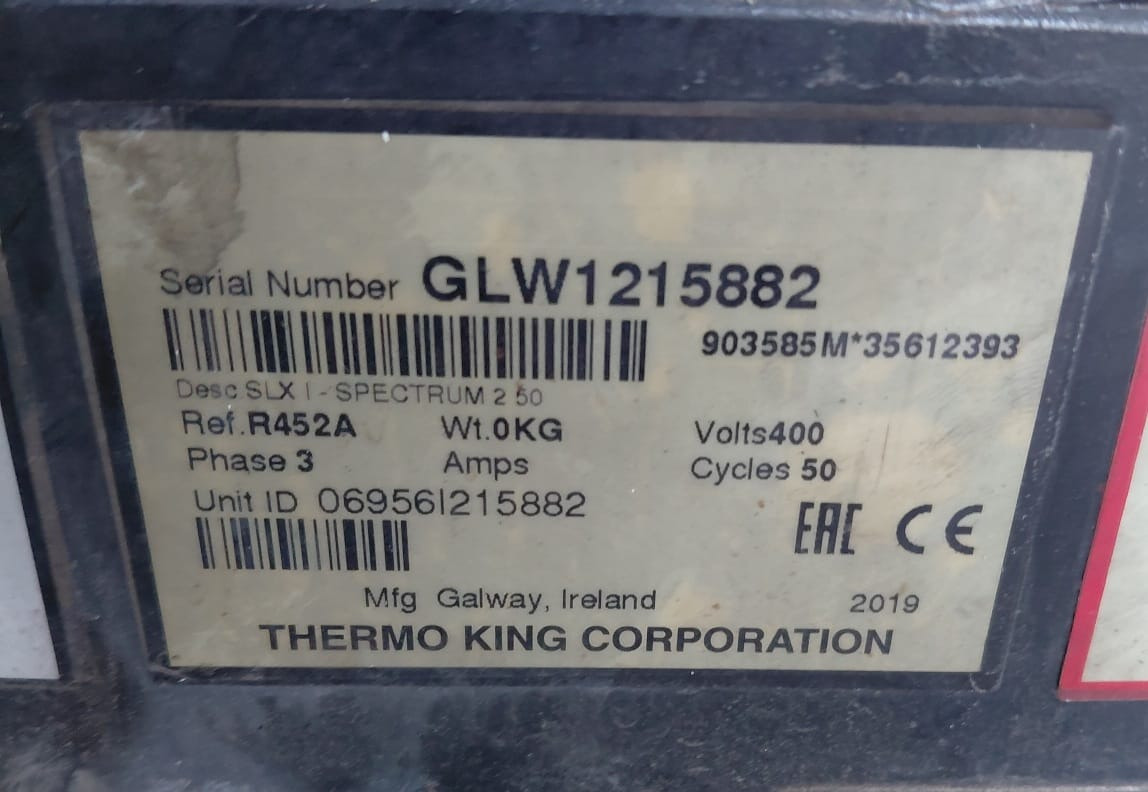 Serial Number GLW1215882
903585M*35612393
Desc SLX I - SPECTRUM 2 50
Ref.R452A Wt.0KG Volts400
Phase 3 Amps Cycles 50
Unit ID 06956I215882
EAC CE
Mfg Galway, Ireland 2019
THERMO KING CORPORATION